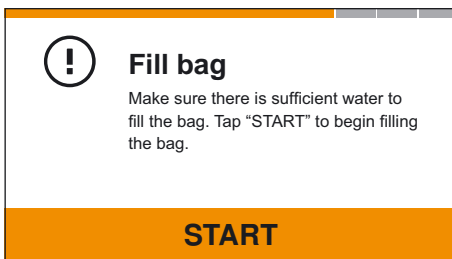 Fill bag
Make sure there is sufficient water to
fill the bag. Tap “START” to begin filling
the bag.
START